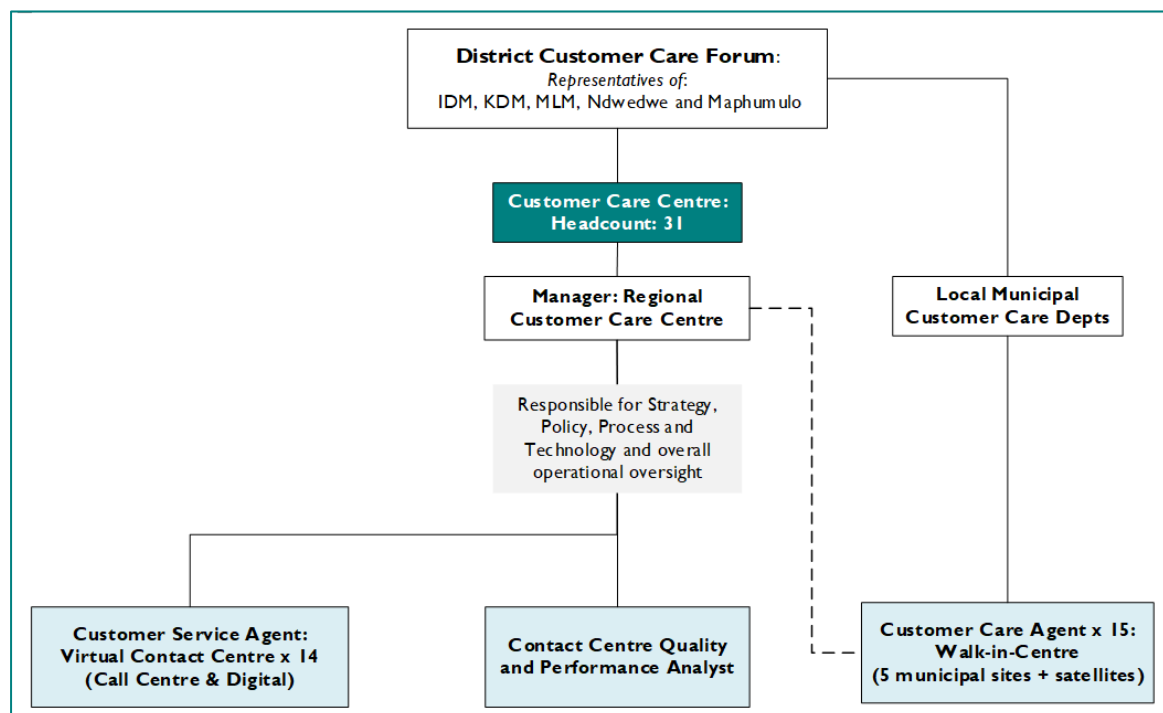 District Customer Care Forum:
Representatives of:
IDM, KDM, MLM, Ndwedwe and Maphumulo
Customer Care Centre:
Headcount: 31
Manager: Regional
Customer Care Centre
Local Municipal
Customer Care Depts
Responsible for Strategy,
Policy, Process and
Technology and overall
operational oversight
Customer Service Agent:
Virtual Contact Centre x 14
(Call Centre & Digital)
Contact Centre Quality
and Performance Analyst
Customer Care Agent x 15:
Walk-in-Centre
(5 municipal sites + satellites)